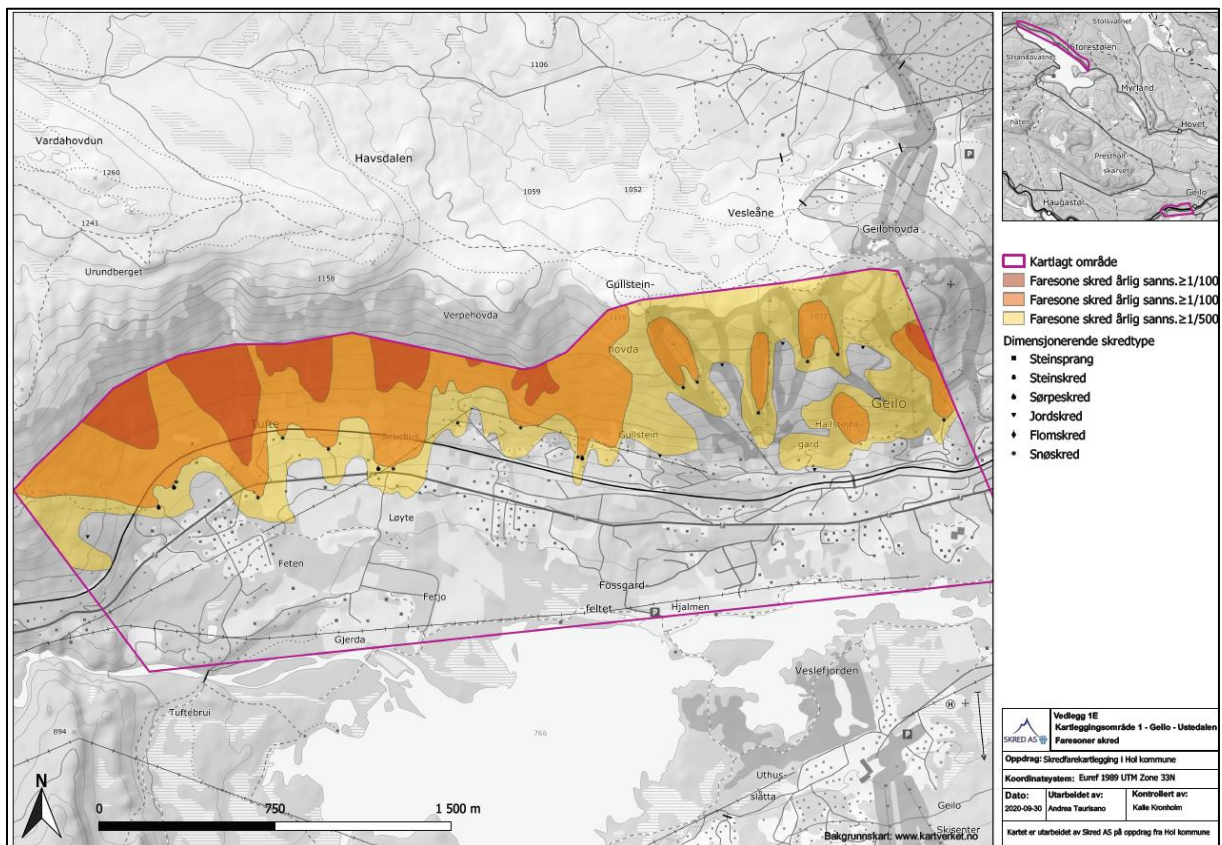 1106
Vardahovdun
1260
Havsdalen
1059
1052
Vesleåne
1241
Geilohovda
Urundberget
1158
Gullstein-
Verpehovda
hovda
Tufte
Geilo
Gullstein
Hallsteins-
gard
Løyte
Feten
Fetjo
Fossgard-
feltet
Hjalmen
P
Gjerda
Veslefjorden
Tuftebrui
894
766
H
P
Uthus-
slåtta
Geilo
Skisenter
N
0 750 1 500 m
Bakgrunnskart: www.kartverket.no
Stolsvatnet
Storestølen
Strandavatnet
Myrland
Hovet
Prestholt-
skarvet
Geilo
Haugastøl
Kartlagt område
Faresone skred årlig sanns.≥1/100
Faresone skred årlig sanns.≥1/100
Faresone skred årlig sanns.≥1/500
Dimensjonerende skredtype
Steinsprang
Steinskred
Sørpeskred
Jordskred
Flomskred
Snøskred
SKRED AS
Vedlegg 1E
Kartleggingsområde 1 - Geilo - Ustedalen
Faresoner skred
Oppdrag: Skredfarekartlegging i Hol kommune
Koordinatsystem: Euref 1989 UTM Zone 33N
Dato: Utarbeidet av: Kontrollert av:
2020-09-30 Andrea Taurisano Kalle Kronholm
Kartet er utarbeidet av Skred AS på oppdrag fra Hol kommune